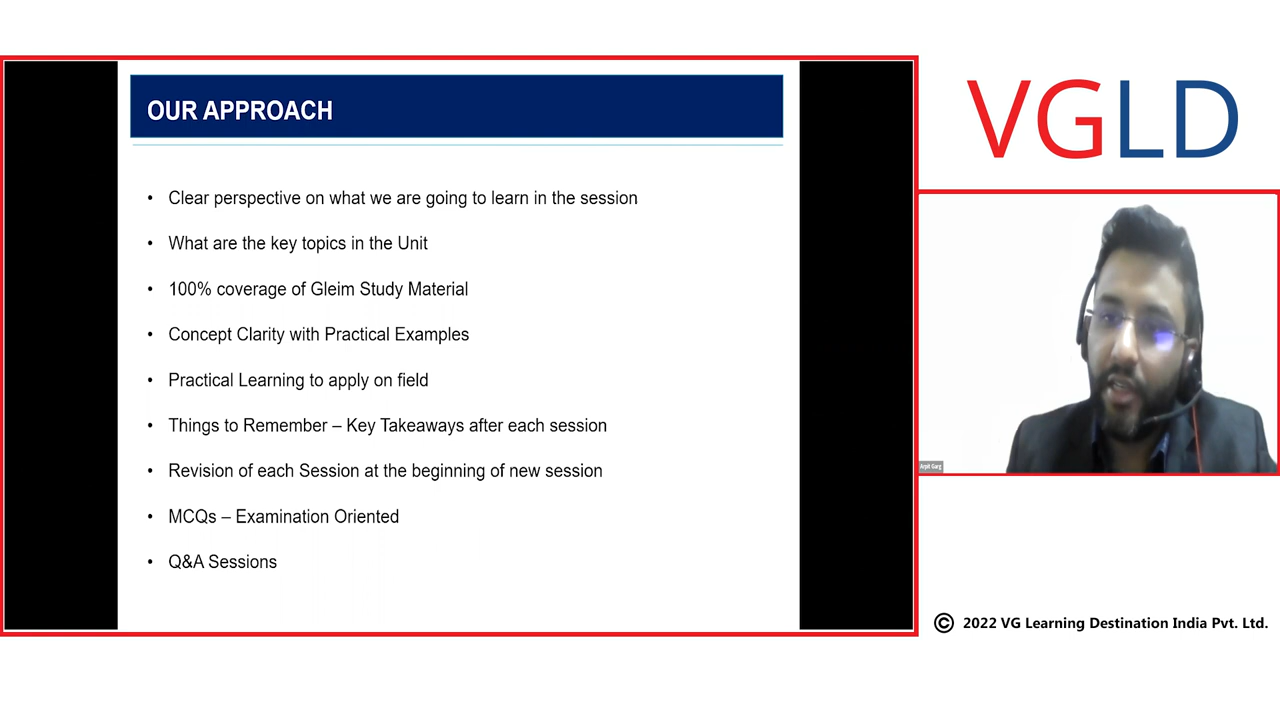 OUR APPROACH
• Clear perspective on what we are going to learn in the session
• What are the key topics in the Unit
• 100% coverage of Gleim Study Material
• Concept Clarity with Practical Examples
• Practical Learning to apply on field
• Things to Remember – Key Takeaways after each session
• Revision of each Session at the beginning of new session
• MCQs – Examination Oriented
• Q&A Sessions
VGLD
Arpit Garg
© 2022 VG Learning Destination India Pvt. Ltd.